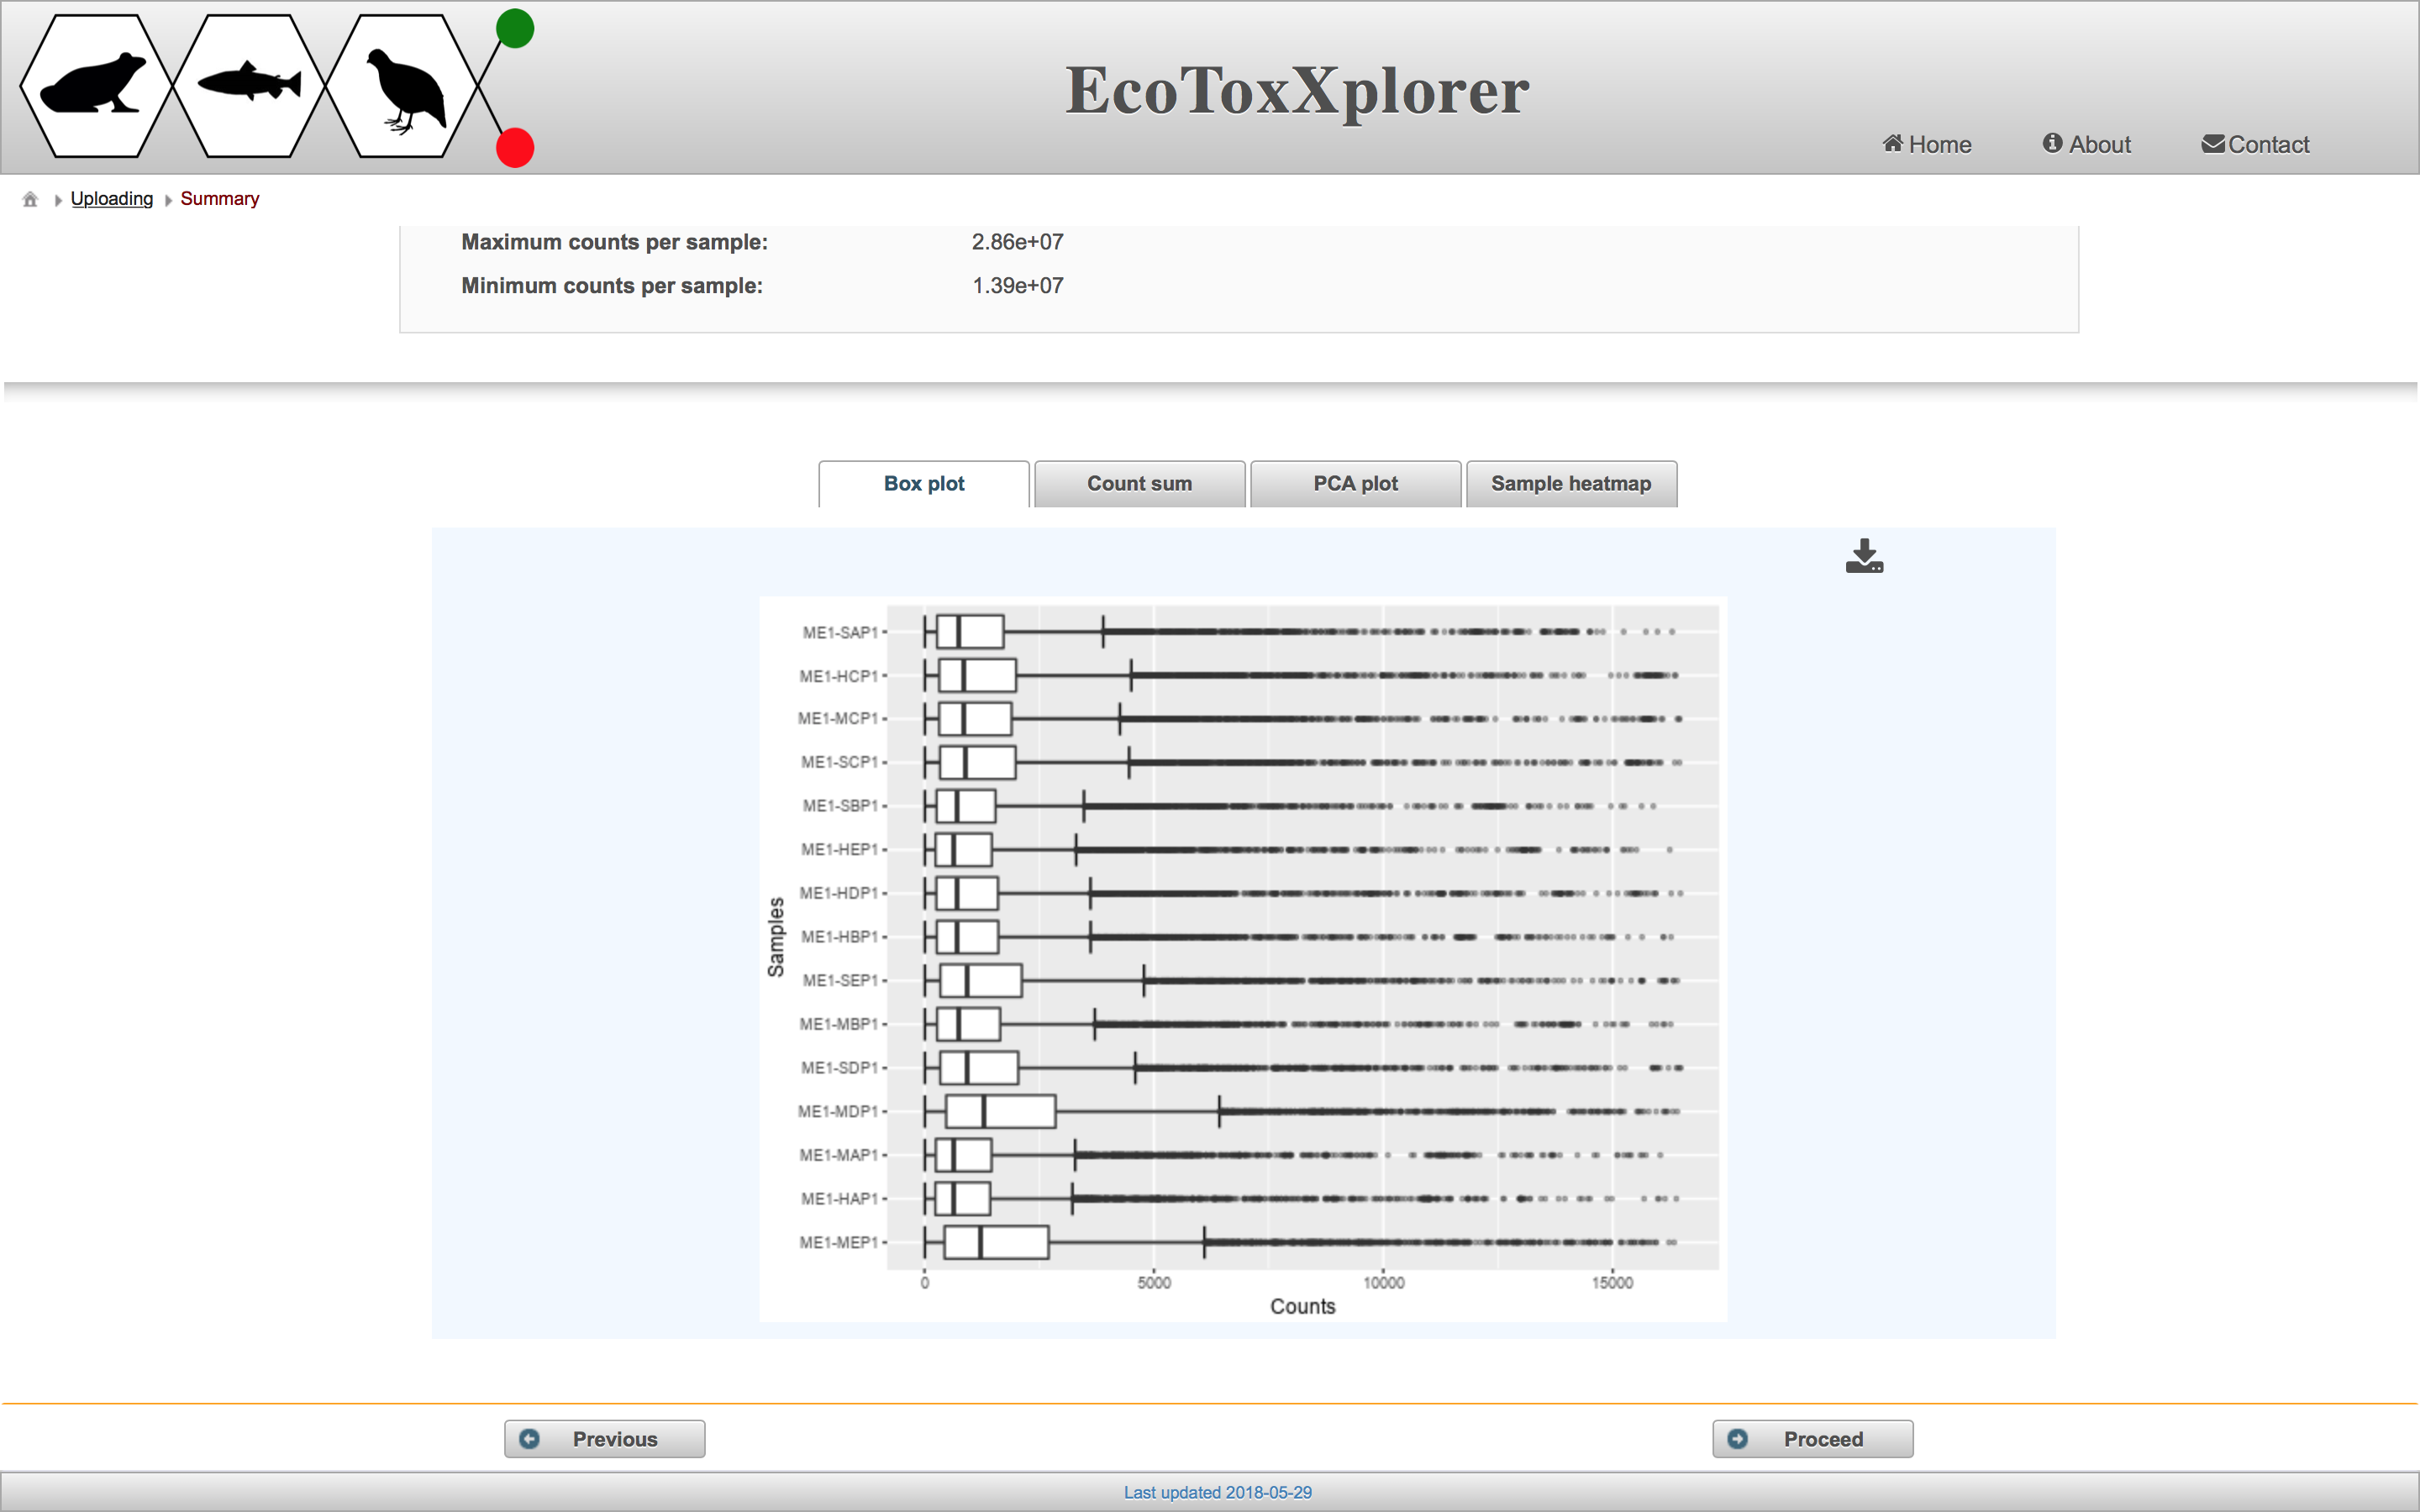 EcoToxXplorer
Home About Contact
Uploading Summary
Maximum counts per sample: 2.86e+07
Minimum counts per sample: 1.39e+07
Box plot Count sum PCA plot Sample heatmap
ME1-SAP1
ME1-HCP1
ME1-MCP1
ME1-SCP1
ME1-SBP1
ME1-HEP1
ME1-HDP1
ME1-HBP1
Samples
ME1-SEP1
ME1-MBP1
ME1-SDP1
ME1-MDP1
ME1-MAP1
ME1-HAP1
ME1-MEP1
0 5000 10000 15000
Counts
Previous Proceed
Last updated 2018-05-29